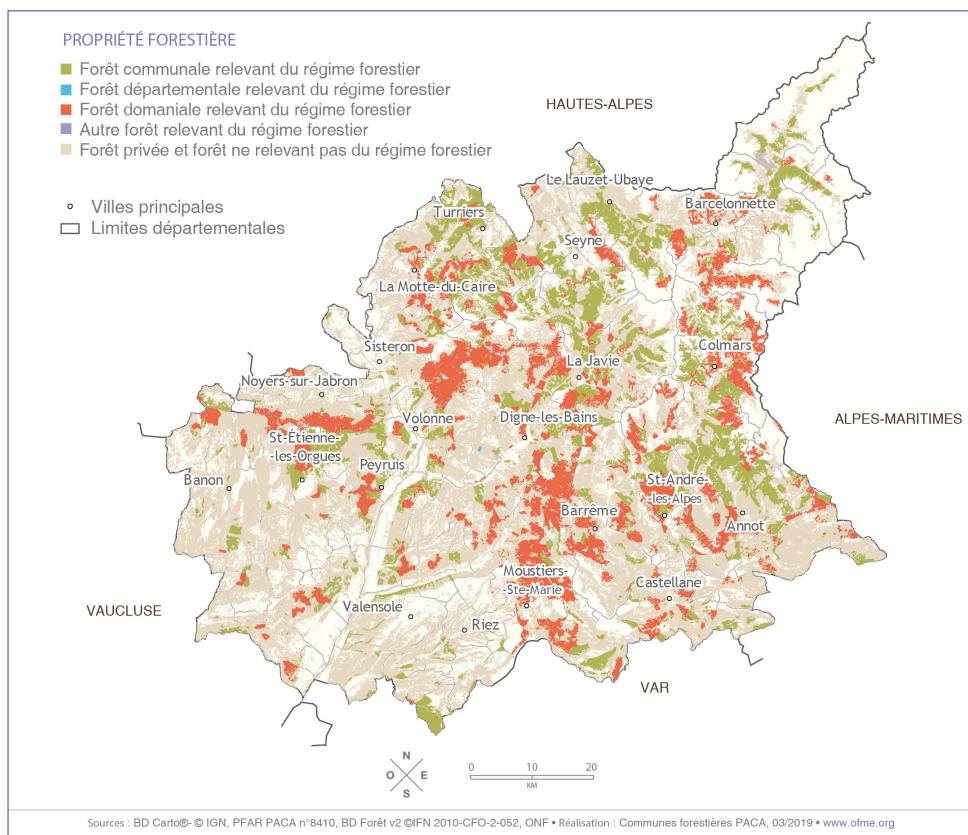 PROPRIÉTÉ FORESTIÈRE
Forêt communale relevant du régime forestier
Forêt départementale relevant du régime forestier
Forêt domaniale relevant du régime forestier
Autre forêt relevant du régime forestier
Forêt privée et forêt ne relevant pas du régime forestier
Villes principales
Limites départementales
HAUTES-ALPES
Le Lauzet-Ubaye
Barcelonnette
Turriers
Seyne
La Motte-du-Caire
Sisteron
Colmars
La Javie
Noyers-sur-Jabron
Volonne
Digne-les-Bains
ALPES-MARITIMES
St-Étienne-
-les-Orgues
Peyruis
Banon
St-André-
-les-Alpes
Barrême
Annot
Moustiers-
-Ste-Marie
Castellane
VAUCLUSE
Valensole
Riez
VAR
N
O E
S
0 10 20
KM
Sources : BD Carto®- © IGN, PFAR PACA n°8410, BD Forêt v2 ©IFN 2010-CFO-2-052, ONF • Réalisation : Communes forestières PACA, 03/2019 • www.ofme.org